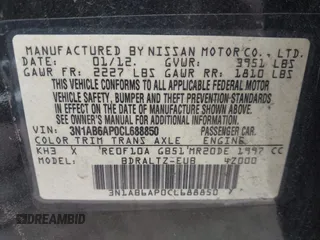 MANUFACTURED BY NISSAN MOTOR CO., LTD.
DATE: 01/12. GVWR: 3951 LBS
GAWR FR: 2227 LBS GAWR RR: 1810 LBS
THIS VEHICLE CONFORMS TO ALL APPLICABLE
FEDERAL MOTOR VEHICLE SAFETY,
BUMPER, AND THEFT PREVENTION STANDARDS
IN EFFECT ON THE DATE OF
MANUFACTURE SHOWN ABOVE.
SEE OWNERS MANUAL FOR MORE INFORMATION.
VIN: 3N1AB6AP0CL688850 PASSENGER CAR.
COLOR TRIM TRANS AXLE ENGINE
KH3 X RE0F10A GB51 MR20DE 1997 CC
MODEL: BDRALTZ-EUB 4Z000
3N1AB6AP0CL688850
DREAMBID